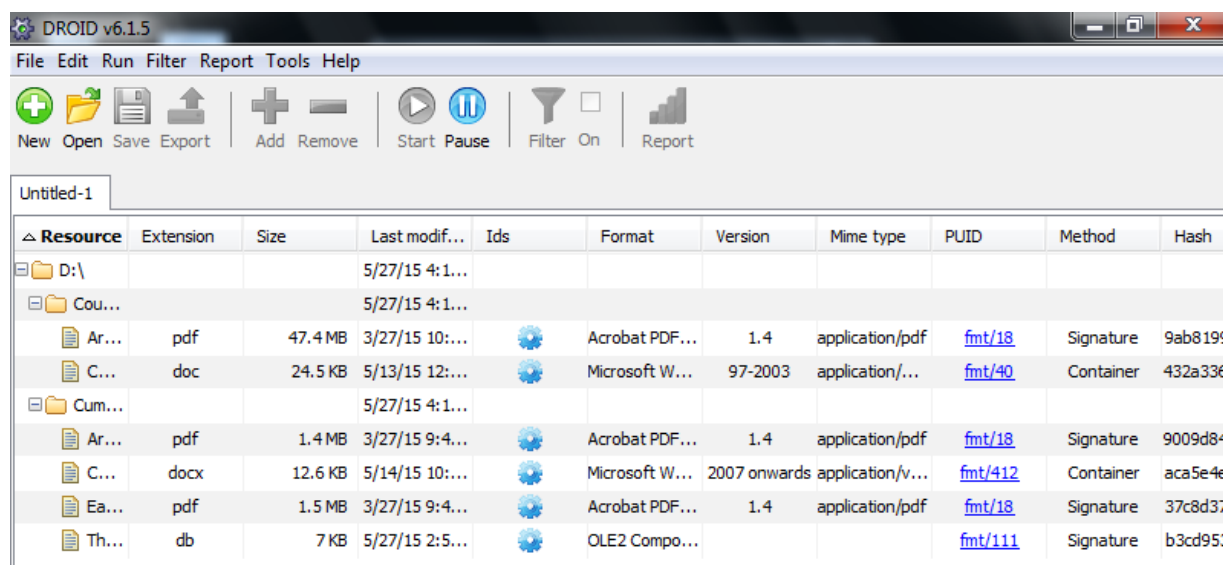 DROID v6.1.5
File Edit Run Filter Report Tools Help
New Open Save Export Add Remove Start Pause Filter On Report
Untitled-1
Resource Extension Size Last modif... Ids Format Version Mime type PUID Method Hash
D:\ 5/27/15 4:1...
Cou... 5/27/15 4:1...
Ar... pdf 47.4 MB 3/27/15 10:... Acrobat PDF... 1.4 application/pdf fmt/18 Signature 9ab8199
C... doc 24.5 KB 5/13/15 12:... Microsoft W... 97-2003 application/... fmt/40 Container 432a336
Cum... 5/27/15 4:1...
Ar... pdf 1.4 MB 3/27/15 9:4... Acrobat PDF... 1.4 application/pdf fmt/18 Signature 9009d84
C... docx 12.6 KB 5/14/15 10:... Microsoft W... 2007 onwards application/v... fmt/412 Container aca5e4e
Ea... pdf 1.5 MB 3/27/15 9:4... Acrobat PDF... 1.4 application/pdf fmt/18 Signature 37c8d37
Th... db 7 KB 5/27/15 2:5... OLE2 Compo... fmt/111 Signature b3cd953